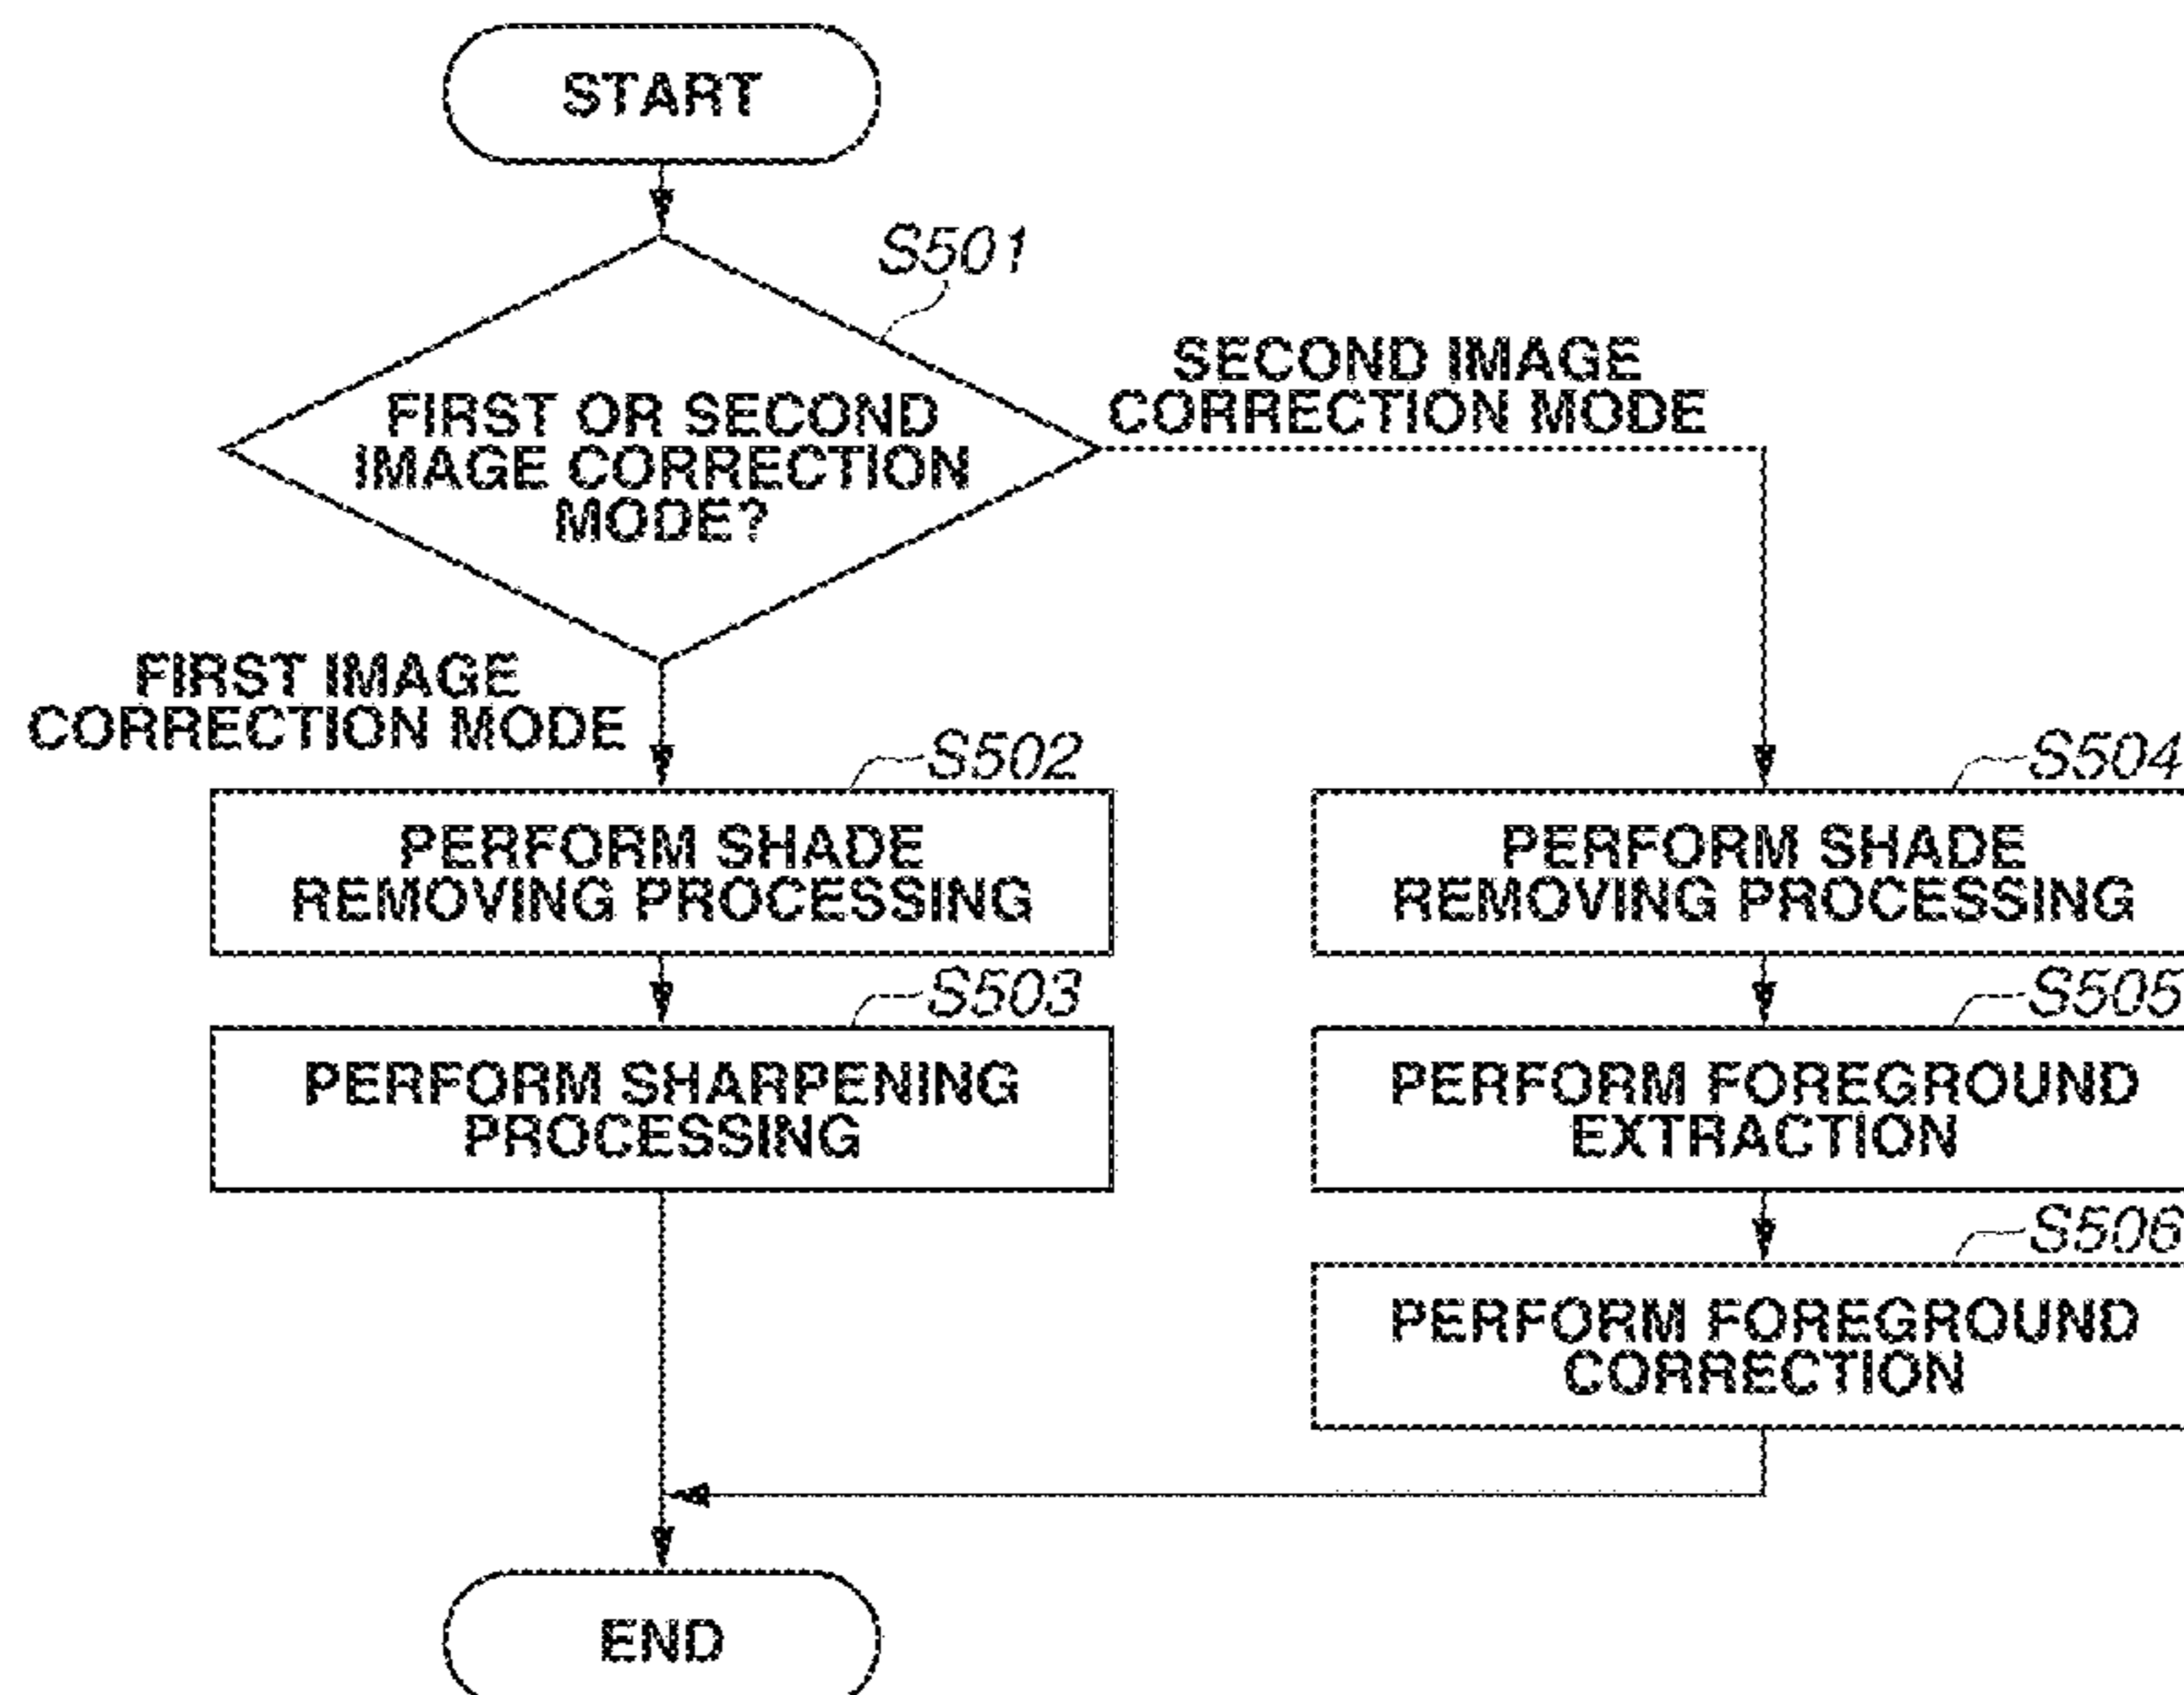 START
S501
SECOND IMAGE
CORRECTION MODE
FIRST OR SECOND
IMAGE CORRECTION
MODE?
FIRST IMAGE
CORRECTION MODE
S502
PERFORM SHADE
REMOVING PROCESSING
S503
PERFORM SHARPENING
PROCESSING
S504
PERFORM SHADE
REMOVING PROCESSING
S505
PERFORM FOREGROUND
EXTRACTION
S506
PERFORM FOREGROUND
CORRECTION
END